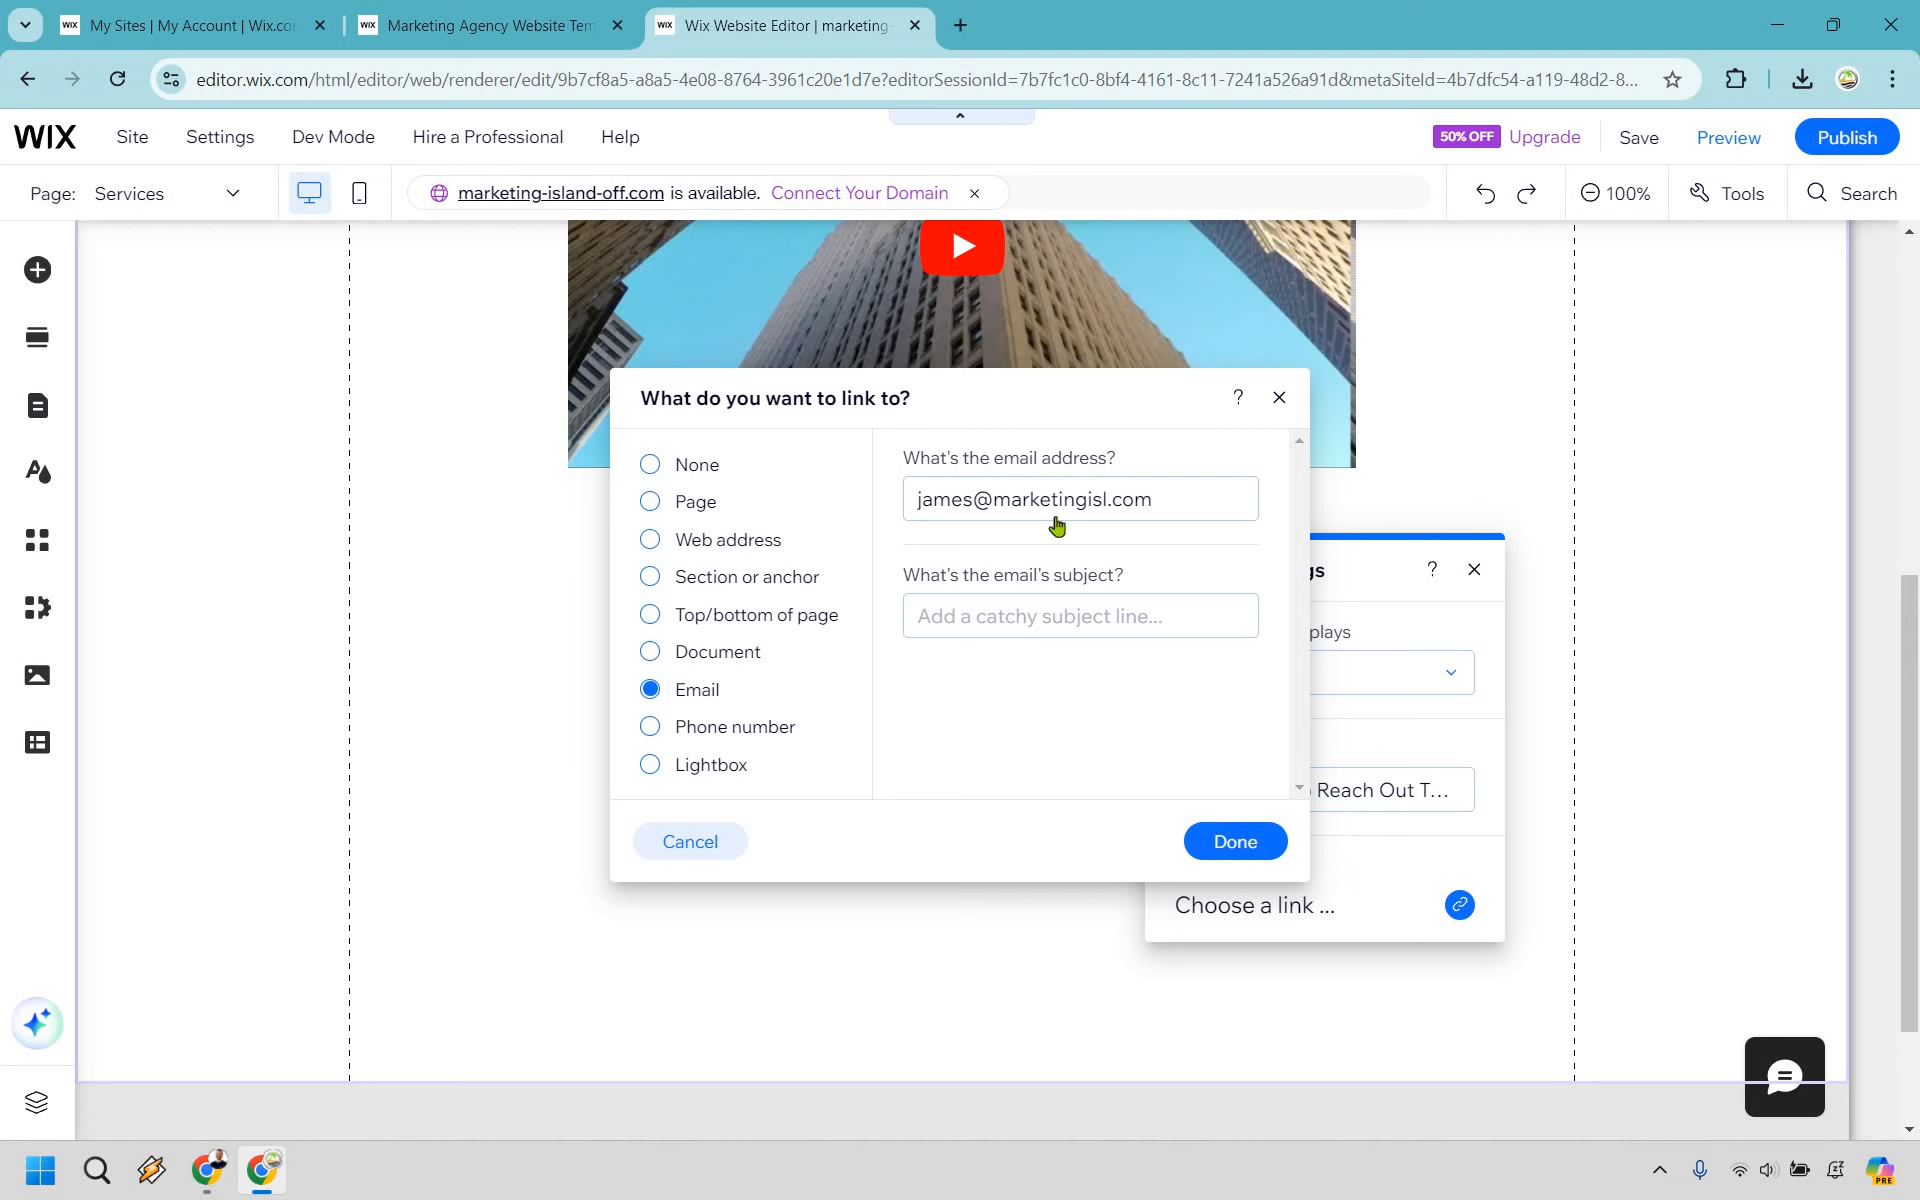 WIX My Sites | My Account | Wix.co
WIX Marketing Agency Website Tem
WIX Wix Website Editor | marketing-
editor.wix.com/html/editor/web/renderer/edit/9b7cf8a5-a8a5-4e08-8764-3961c20e1d7e?editorSessionId=7b7fc1c0-8bf4-4161-8c11-7241a526a91d&metaSiteId=4b7dfc54-a119-48d2-8...
WIX Site Settings Dev Mode Hire a Professional Help 50% OFF Upgrade Save Preview Publish
Page: Services marketing-island-off.com is available. Connect Your Domain 100% Tools Search
What do you want to link to? ?
None
Page
Web address
Section or anchor
Top/bottom of page
Document
Email
Phone number
Lightbox
What's the email address?
james@marketingisl.com
What's the email's subject?
Add a catchy subject line...
Cancel Done
gs ?
plays
Reach Out T...
Choose a link ...
PRE